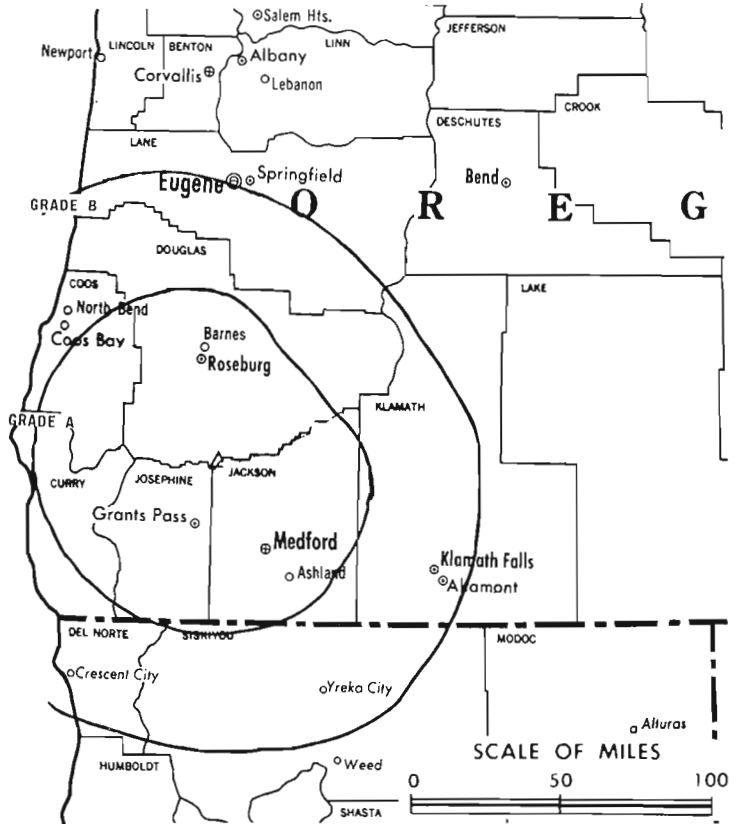 Salem Hts.
JEFFERSON
LINCOLN
BENTON
LINN
Newport
Albany
Corvallis
Lebanon
CROOK
DESCHUTES
LANE
Springfield
Eugene
Bend
GRADE B
O R E G
DOUGLAS
COOS
LAKE
North Bend
Barnes
Coos Bay
Roseburg
KLAMATH
GRADE A
CURRY
JOSEPHINE
JACKSON
Grants Pass
Medford
Klamath Falls
Ashland
Altamont
DEL NORTE
SISKIYOU
MODOC
Crescent City
Yreka City
Alturas
SCALE OF MILES
HUMBOLDT
Weed
0 50 100
SHASTA